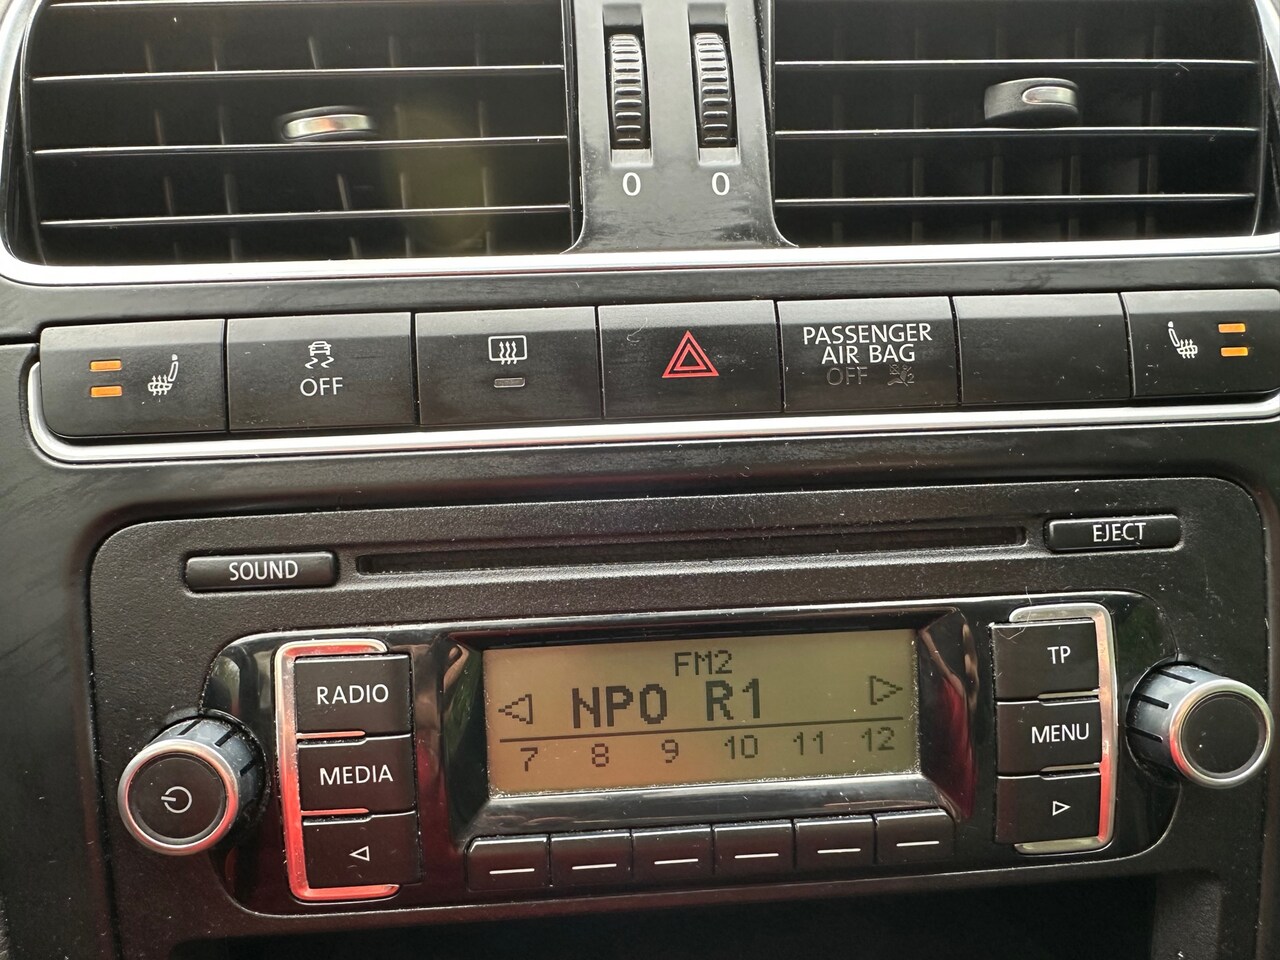 0 0
OFF
PASSENGER
AIR BAG
OFF
SOUND
EJECT
RADIO
MEDIA
FM2
NPO R1
7 8 9 10 11 12
TP
MENU